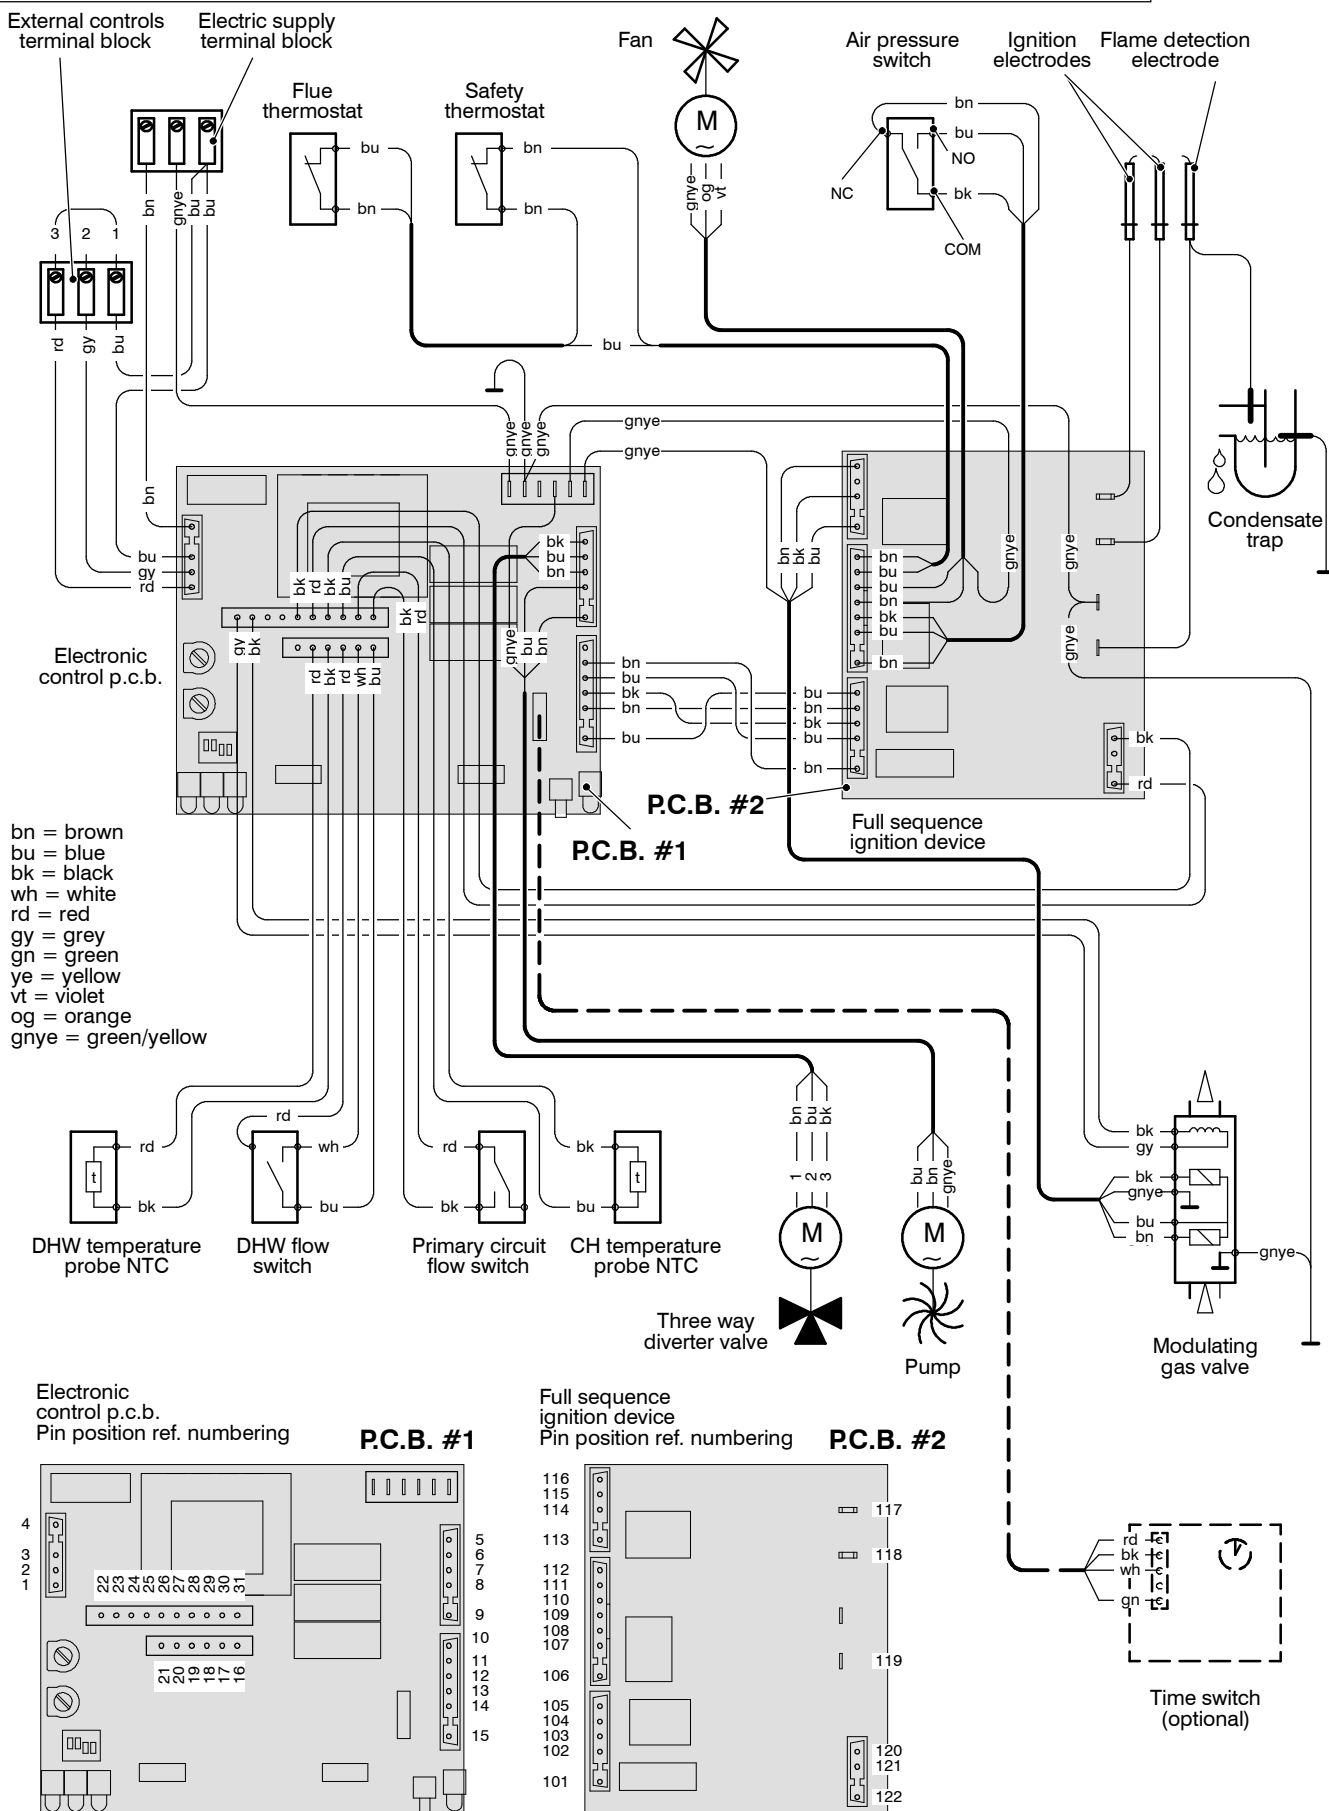 External controls
terminal block
Electric supply
terminal block
Fan
Air pressure
switch
Ignition
electrodes
Flame detection
electrode
Flue
thermostat
Safety
thermostat
M
~
bn
bu
NO
NC
bk
COM
bu
bn
bn
bn
gnye
og
vt
bn
gnye
bu
bu
3 2 1
rd
gy
bu
bu
gnye
gnye
gnye
gnye
gnye
Condensate
trap
bn
bu
gy
rd
bk
rd
bk
bu
bk
rd
gy
bk
rd
bk
rd
wh
bu
bk
bu
bn
gnye
bu
bn
bn
bu
bk
bn
bu
bn
bk
bu
bn
bu
bu
bn
bk
bu
bn
gnye
gnye
gnye
bu
bn
bk
bu
bn
bk
rd
Electronic
control p.c.b.
P.C.B. #2
P.C.B. #1
Full sequence
ignition device
bn = brown
bu = blue
bk = black
wh = white
rd = red
gy = grey
gn = green
ye = yellow
vt = violet
og = orange
gnye = green/yellow
rd
bk
t
rd
wh
bu
rd
bk
bk
bu
t
bn
bu
bk
1
2
3
M
~
bu
bn
gnye
M
~
bk
gy
bk
gnye
bu
bn
gnye
DHW temperature
probe NTC
DHW flow
switch
Primary circuit
flow switch
CH temperature
probe NTC
Three way
diverter valve
Pump
Modulating
gas valve
Electronic
control p.c.b.
Pin position ref. numbering
P.C.B. #1
Full sequence
ignition device
Pin position ref. numbering
P.C.B. #2
4
3
2
1
22
23
24
25
26
27
28
29
30
31
21
20
19
18
17
16
5
6
7
8
9
10
11
12
13
14
15
116
115
114
113
112
111
110
109
108
107
106
105
104
103
102
101
117
118
119
120
121
122
rd
bk
wh
gn
Time switch
(optional)